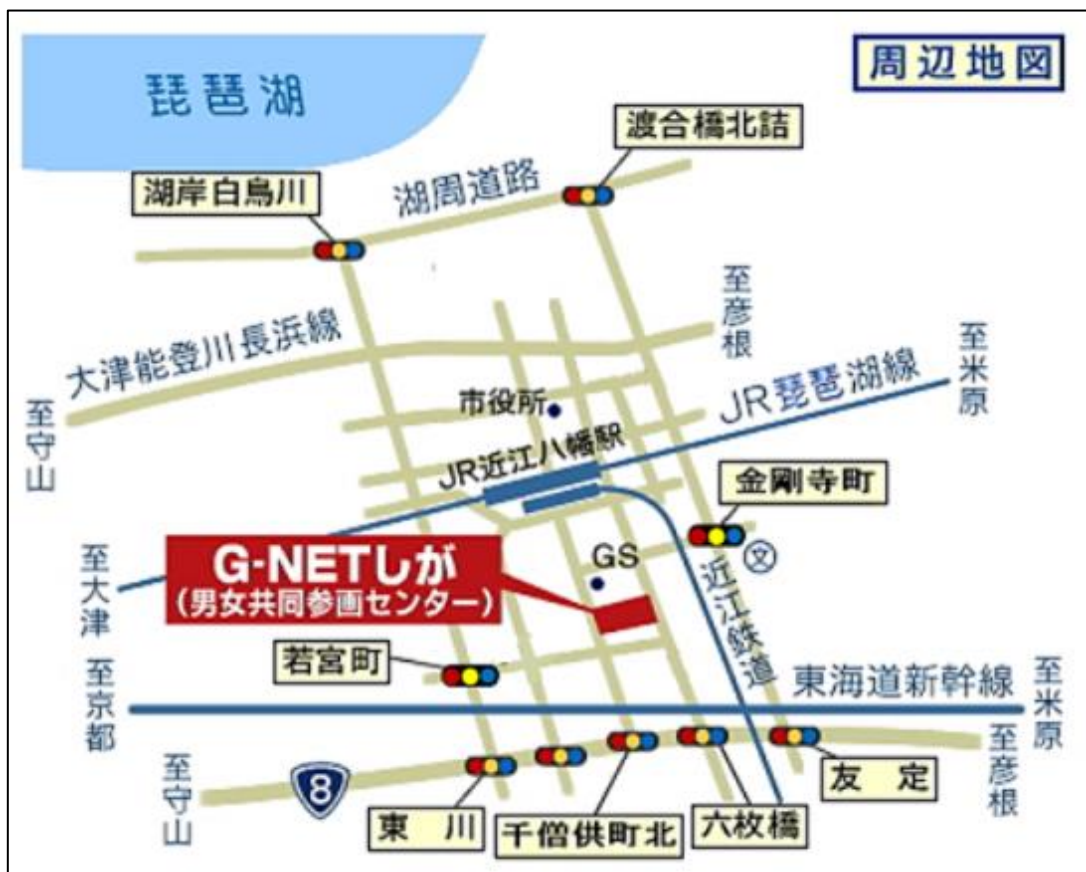 周辺地図
琵琶湖
渡合橋北詰
湖岸白鳥川
湖周道路
至彦根
至米原
大津能登川長浜線
JR琵琶湖線
至守山
市役所
JR近江八幡駅
金剛寺町
文
G-NETしが
(男女共同参画センター)
GS
至大津
近江鉄道
若宮町
東海道新幹線
至京都
至米原
至守山
8
至彦根
東川
千僧供町北
六枚橋
友定